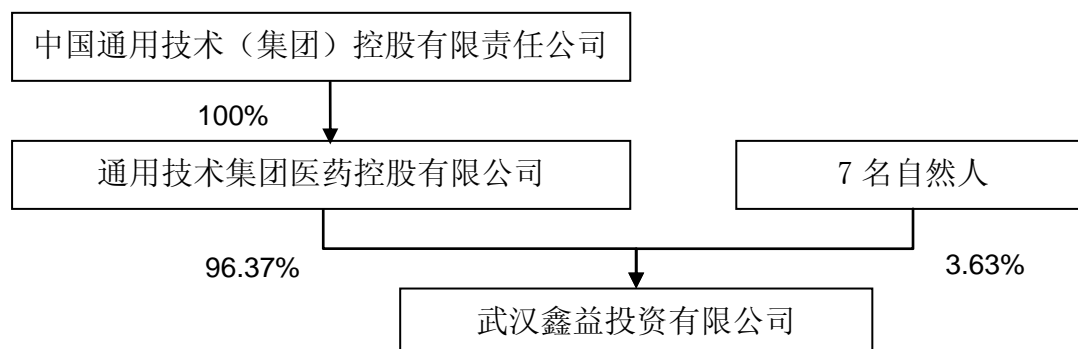 中国通用技术（集团）控股有限责任公司
100%
通用技术集团医药控股有限公司
7 名自然人
96.37%
3.63%
武汉鑫益投资有限公司